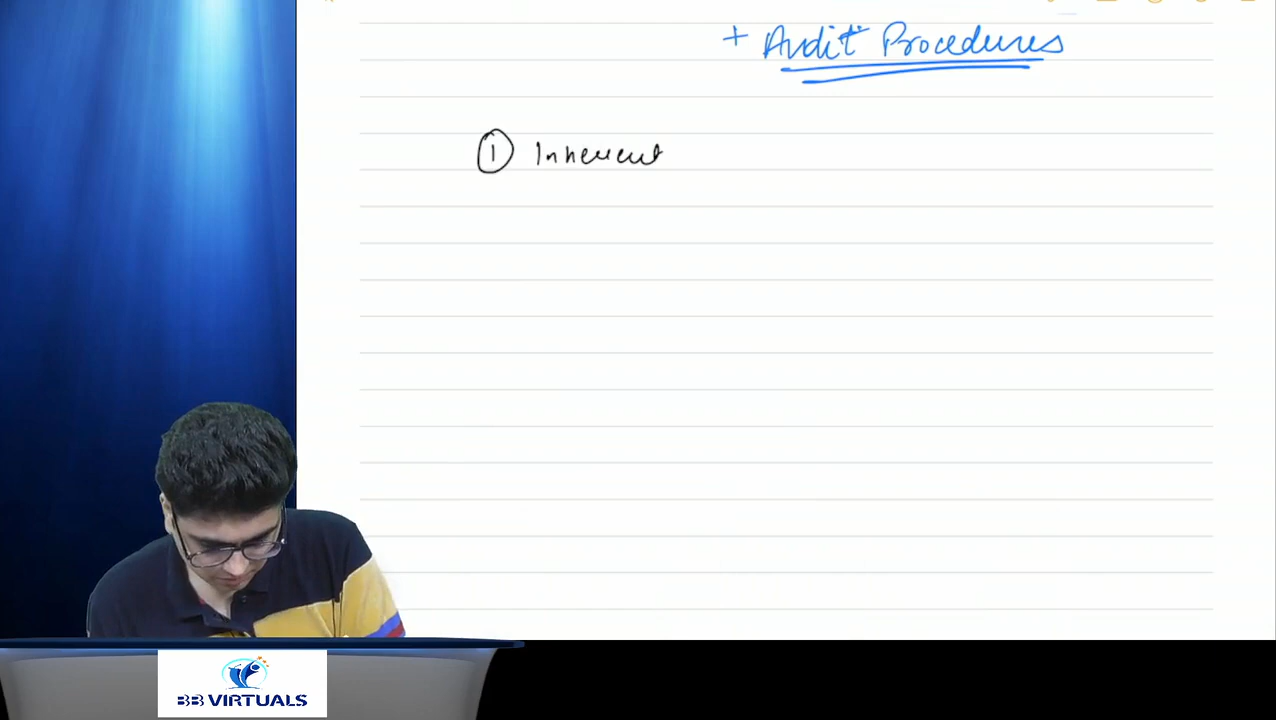 + Audit Procedures
① Inherent
BB VIRTUALS